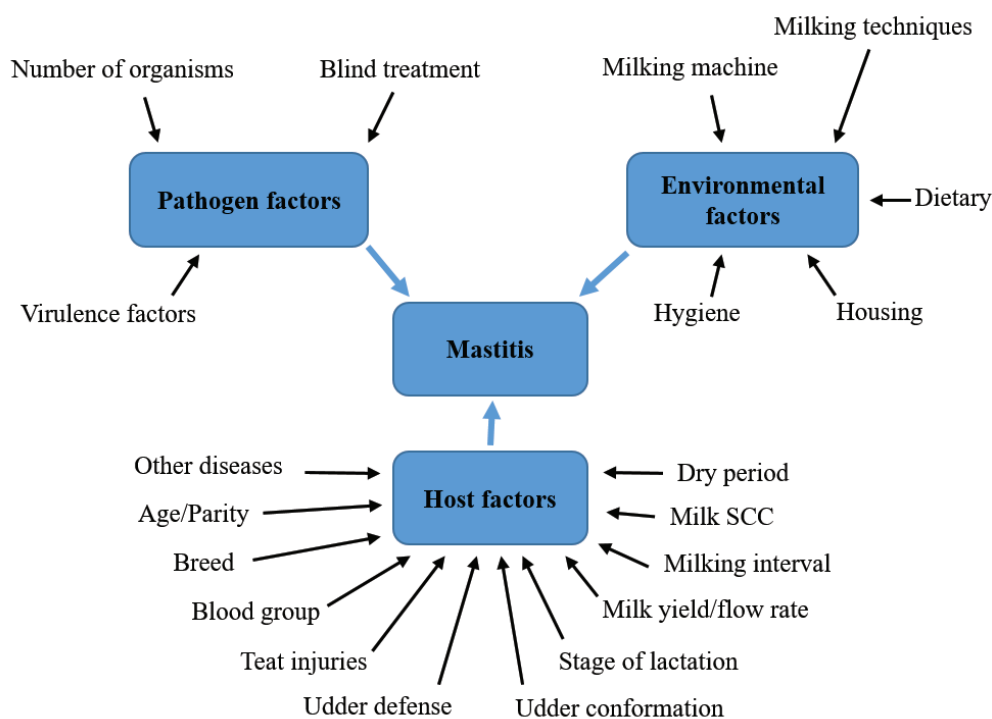 Milking techniques
Number of organisms
Blind treatment
Milking machine
Pathogen factors
Environmental
factors
Dietary
Virulence factors
Hygiene
Housing
Mastitis
Other diseases
Dry period
Host factors
Age/Parity
Milk SCC
Breed
Milking interval
Blood group
Milk yield/flow rate
Teat injuries
Stage of lactation
Udder defense
Udder conformation